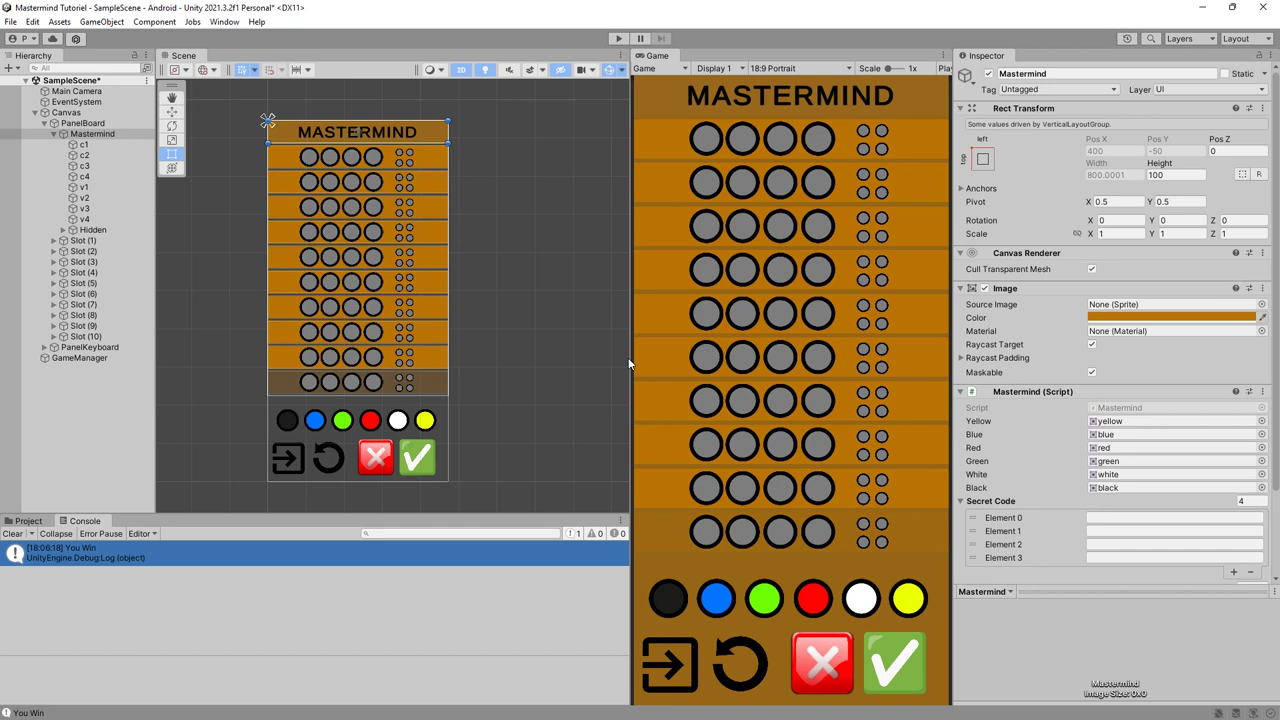 Mastermind Tutoriel - SampleScene - Android - Unity 2021.3.2f1 Personal* <DX11>
File Edit Assets GameObject Component Jobs Window Help
P
Layers Layout
Hierarchy
All
SampleScene*
Main Camera
EventSystem
Canvas
PanelBoard
Mastermind
c1
c2
c3
c4
v1
v2
v3
v4
Hidden
Slot (1)
Slot (2)
Slot (3)
Slot (4)
Slot (5)
Slot (6)
Slot (7)
Slot (8)
Slot (9)
Slot (10)
PanelKeyboard
GameManager
Scene
2D
MASTERMIND
Game
Game Display 1 18:9 Portrait Scale 1x Pla
MASTERMIND
Inspector
Mastermind Static
Tag Untagged Layer UI
Rect Transform
Some values driven by VerticalLayoutGroup.
left
top
Pos X Pos Y Pos Z
400 -50 0
Width Height
800.0001 100
R
Anchors
Pivot X 0.5 Y 0.5
Rotation X 0 Y 0 Z 0
Scale X 1 Y 1 Z 1
Canvas Renderer
Cull Transparent Mesh
Image
Source Image None (Sprite)
Color
Material None (Material)
Raycast Target
Raycast Padding
Maskable
Mastermind (Script)
Script Mastermind
Yellow yellow
Blue blue
Red red
Green green
White white
Black black
Secret Code 4
Element 0
Element 1
Element 2
Element 3
Mastermind
Mastermind
Image Size: 0x0
Project Console
Clear Collapse Error Pause Editor 1 0 0
[18:06:18] You Win
UnityEngine.Debug:Log (object)
You Win